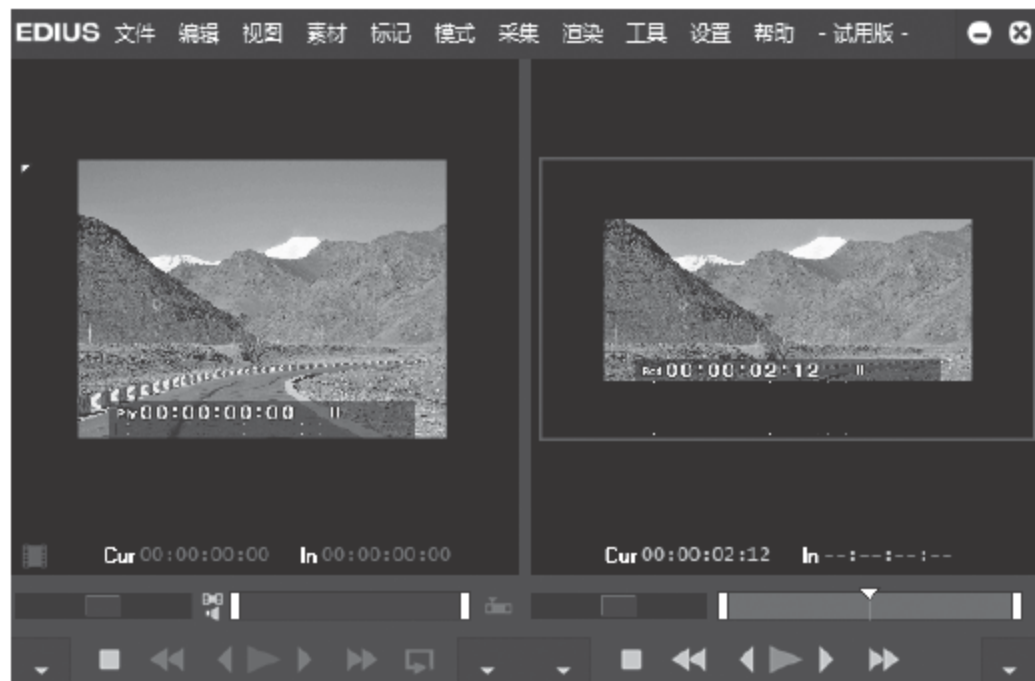 EDIUS 文件 编辑 视图 素材 标记 模式 采集 渲染 工具 设置 帮助 - 试用版 -
Ply 00:00:00:00
Rcd 00:00:02:12
Cur 00:00:00:00 In 00:00:00:00
Cur 00:00:02:12 In --:--:--:--